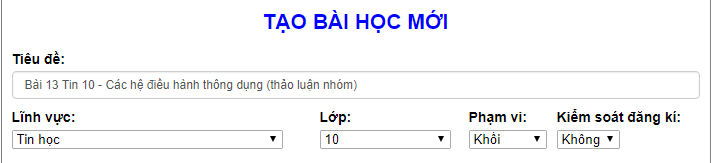 TẠO BÀI HỌC MỚI
Tiêu đề:
Bài 13 Tin 10 - Các hệ điều hành thông dụng (thảo luận nhóm)
Lĩnh vực: Lớp: Phạm vi: Kiểm soát đăng kí:
Tin học 10 Khối Không